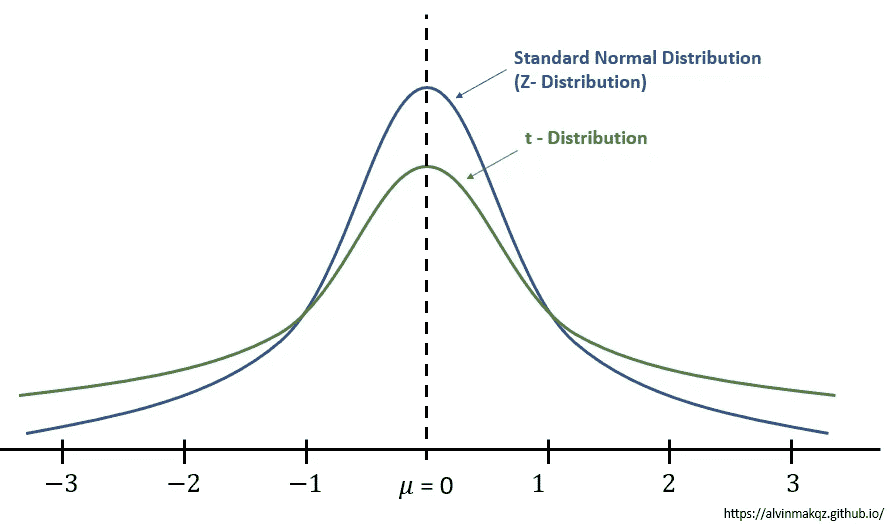 Standard Normal Distribution
(Z- Distribution)
t - Distribution
−3
−2
−1
μ = 0
1
2
3
https://alvinmakqz.github.io/